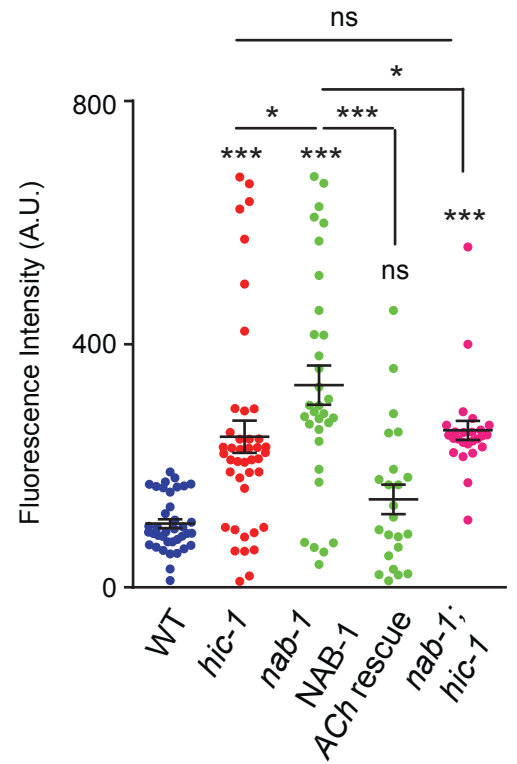 ns
*
* ***
*** ***
***
ns
800
400
0
Fluorescence Intensity (A.U.)
WT
hic-1
nab-1
NAB-1
ACh rescue
nab-1;
hic-1